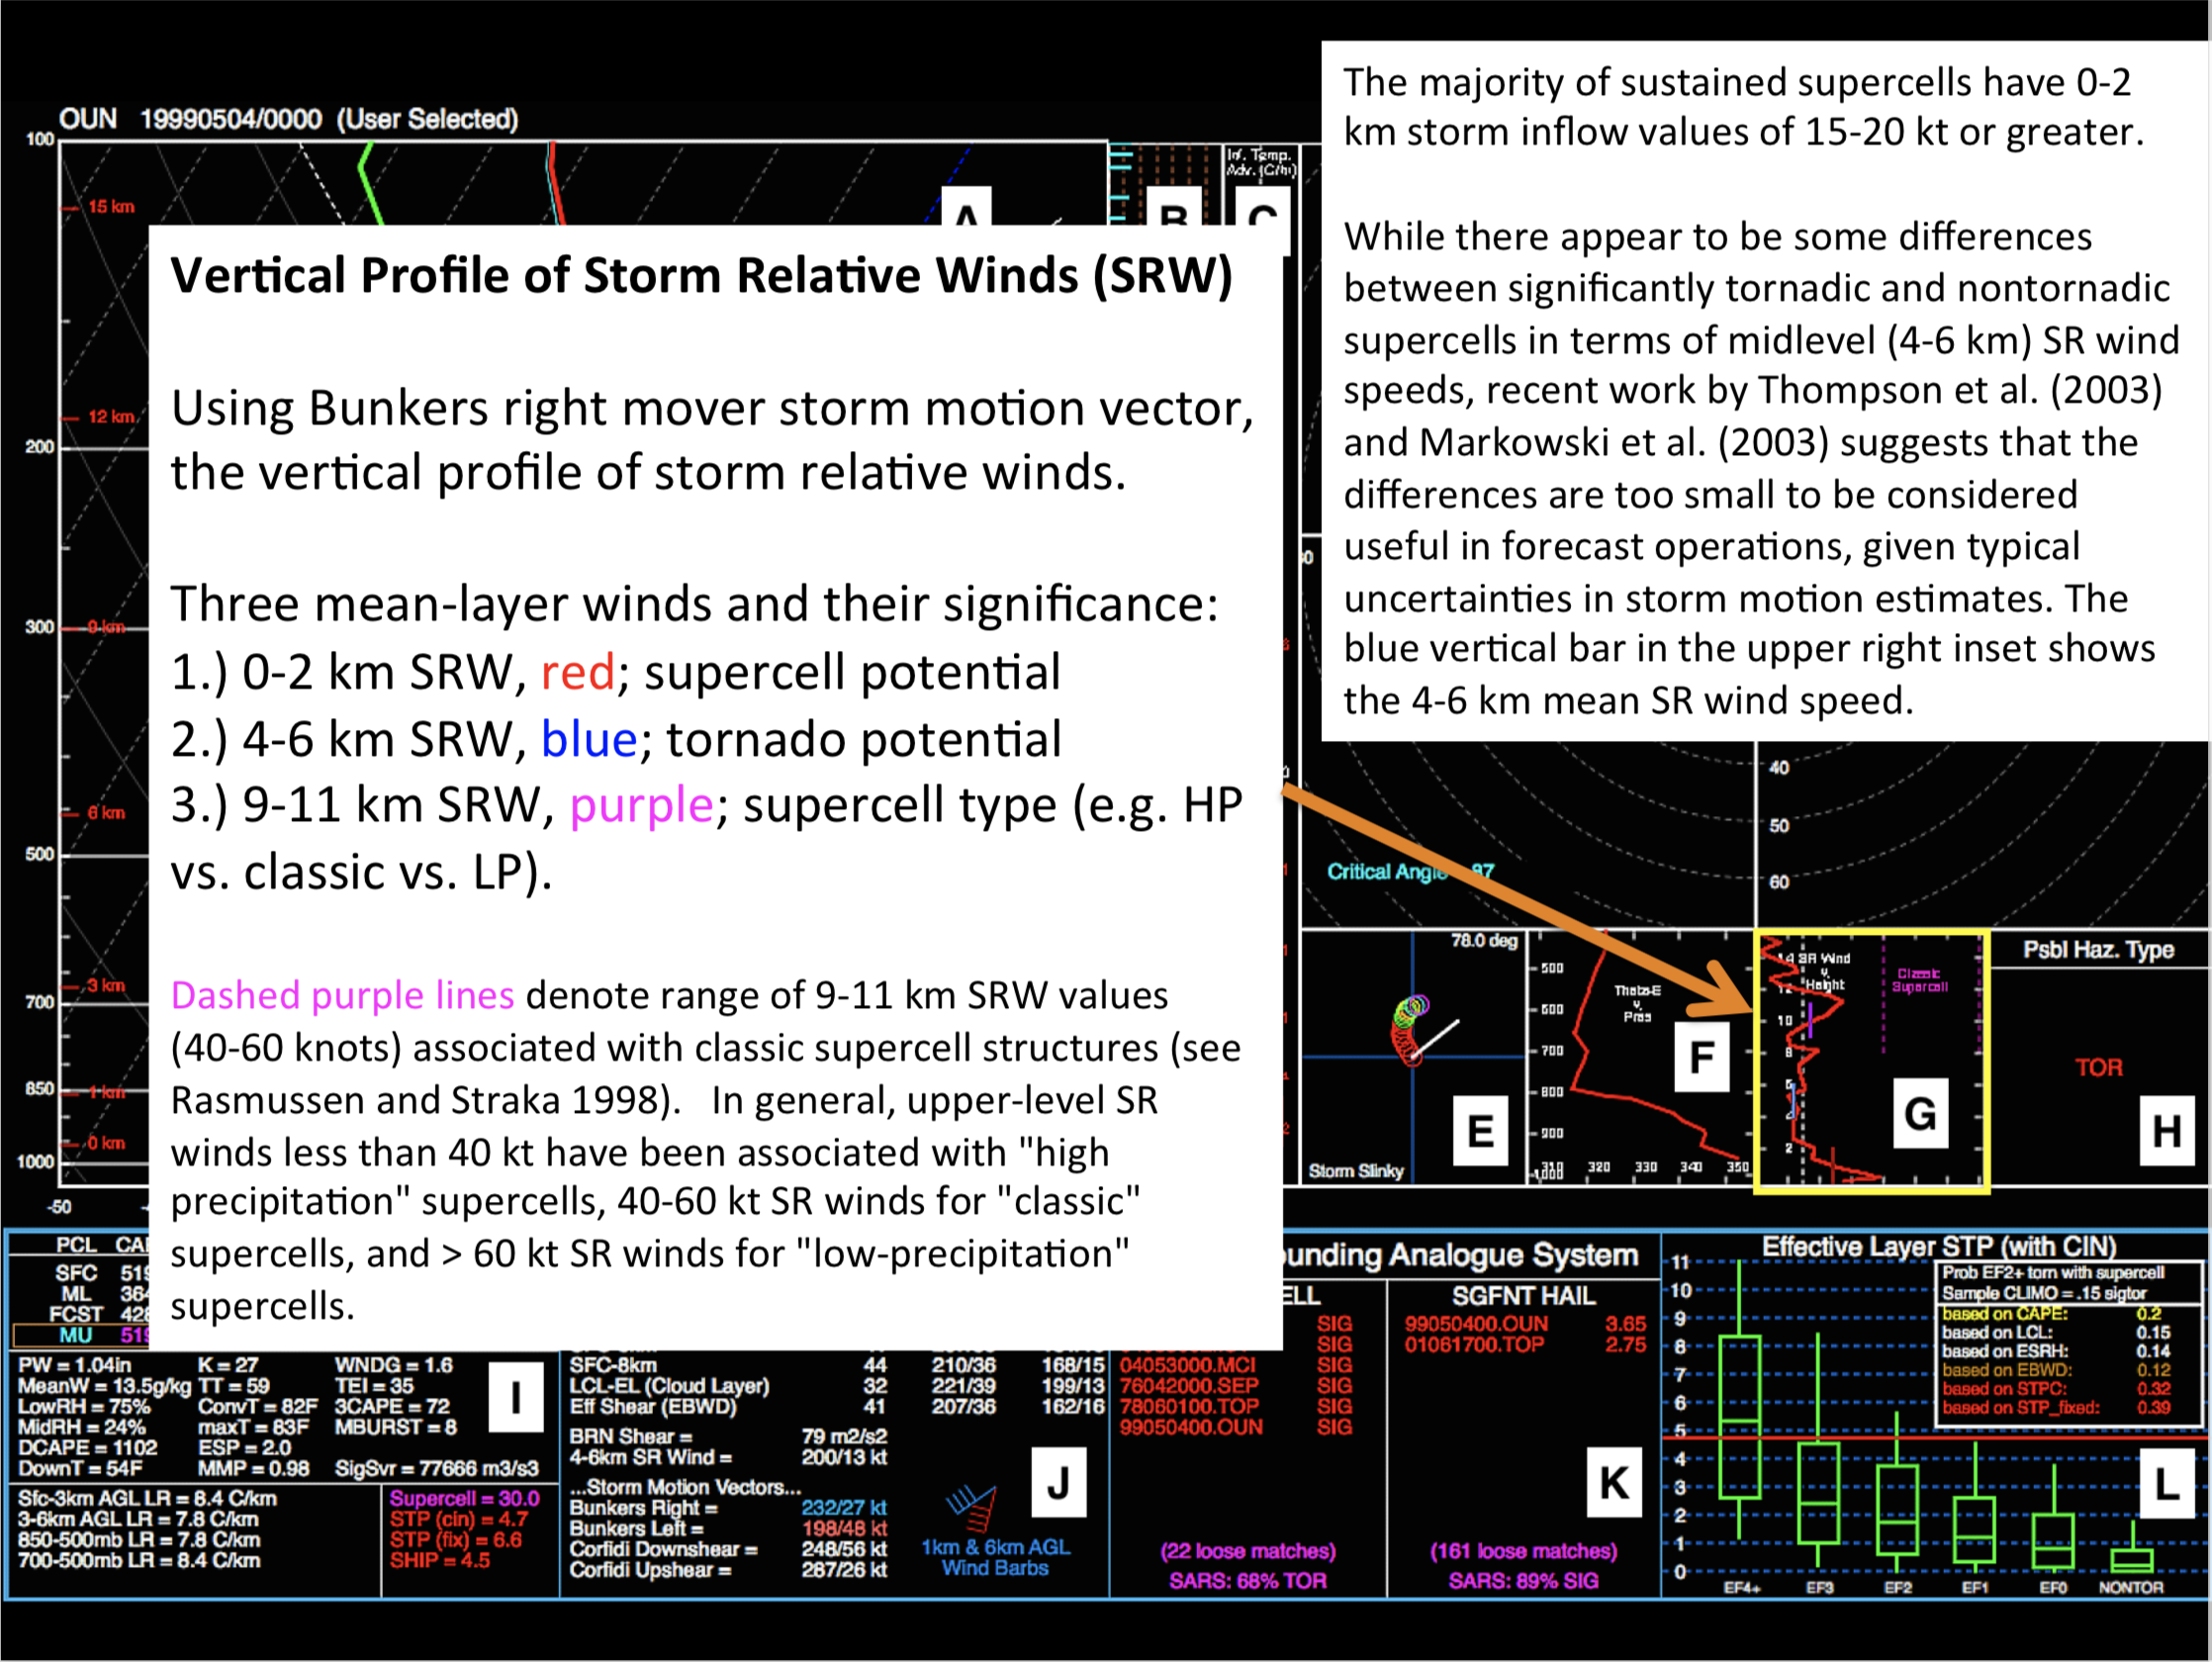 OUN 19990504/0000 (User Selected)
100
15 km
12 km
200
300
9 km
6 km
500
3 km
700
850
1 km
0 km
1000
-50
A
B
Inf. Temp.
Adv. (C/hr)
C
Vertical Profile of Storm Relative Winds (SRW)
Using Bunkers right mover storm motion vector,
the vertical profile of storm relative winds.
Three mean-layer winds and their significance:
1.) 0-2 km SRW, red; supercell potential
2.) 4-6 km SRW, blue; tornado potential
3.) 9-11 km SRW, purple; supercell type (e.g. HP
vs. classic vs. LP).
Dashed purple lines denote range of 9-11 km SRW values
(40-60 knots) associated with classic supercell structures (see
Rasmussen and Straka 1998). In general, upper-level SR
winds less than 40 kt have been associated with "high
precipitation" supercells, 40-60 kt SR winds for "classic"
supercells, and > 60 kt SR winds for "low-precipitation"
supercells.
The majority of sustained supercells have 0-2
km storm inflow values of 15-20 kt or greater.
While there appear to be some differences
between significantly tornadic and nontornadic
supercells in terms of midlevel (4-6 km) SR wind
speeds, recent work by Thompson et al. (2003)
and Markowski et al. (2003) suggests that the
differences are too small to be considered
useful in forecast operations, given typical
uncertainties in storm motion estimates. The
blue vertical bar in the upper right inset shows
the 4-6 km mean SR wind speed.
40
50
60
Critical Angle 87
78.0 deg
Storm Slinky
E
500
600
700
800
900
1000
Theta-E
v.
Pres
310 320 330 340 350
F
14 SR Wind
v.
12 Height
10
8
6
4
2
Classic
Supercell
G
Psbl Haz. Type
TOR
H
PCL
SFC
ML
FCST
MU
PW = 1.04in K = 27 WNDG = 1.6
MeanW = 13.5g/kg TT = 59 TEI = 35
LowRH = 75% ConvT = 82F 3CAPE = 72
MidRH = 24% maxT = 83F MBURST = 8
DCAPE = 1102 ESP = 2.0
DownT = 54F MMP = 0.98 SigSvr = 77666 m3/s3
I
Sfc-3km AGL LR = 8.4 C/km
3-6km AGL LR = 7.8 C/km
850-500mb LR = 7.8 C/km
700-500mb LR = 8.4 C/km
Supercell = 30.0
STP (cin) = 4.7
STP (fix) = 6.6
SHIP = 4.5
SFC-8km 44 210/36 168/15
LCL-EL (Cloud Layer) 32 221/39 199/13
Eff Shear (EBWD) 41 207/36 162/16
BRN Shear = 79 m2/s2
4-6km SR Wind = 200/13 kt
...Storm Motion Vectors...
Bunkers Right = 232/27 kt
Bunkers Left = 198/48 kt
Corfidi Downshear = 248/56 kt
Corfidi Upshear = 287/26 kt
1km & 6km AGL
Wind Barbs
J
ounding Analogue System
ELL
SIG
SIG
04053000.MCI SIG
76042000.SEP SIG
78060100.TOP SIG
99050400.OUN SIG
(22 loose matches)
SARS: 68% TOR
SGFNT HAIL
99050400.OUN 3.65
01061700.TOP 2.75
K
(161 loose matches)
SARS: 89% SIG
Effective Layer STP (with CIN)
11
10
9
8
7
6
5
4
3
2
1
0
Prob EF2+ torn with supercell
Sample CLIMO = .15 sigtor
based on CAPE: 0.2
based on LCL: 0.15
based on ESRH: 0.14
based on EBWD: 0.12
based on STPC: 0.32
based on STP_fixed: 0.39
L
EF4+ EF3 EF2 EF1 EF0 NONTOR